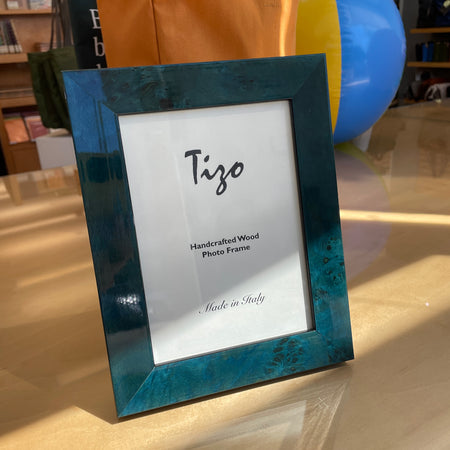 Tizo
Handcrafted Wood
Photo Frame
Made in Italy